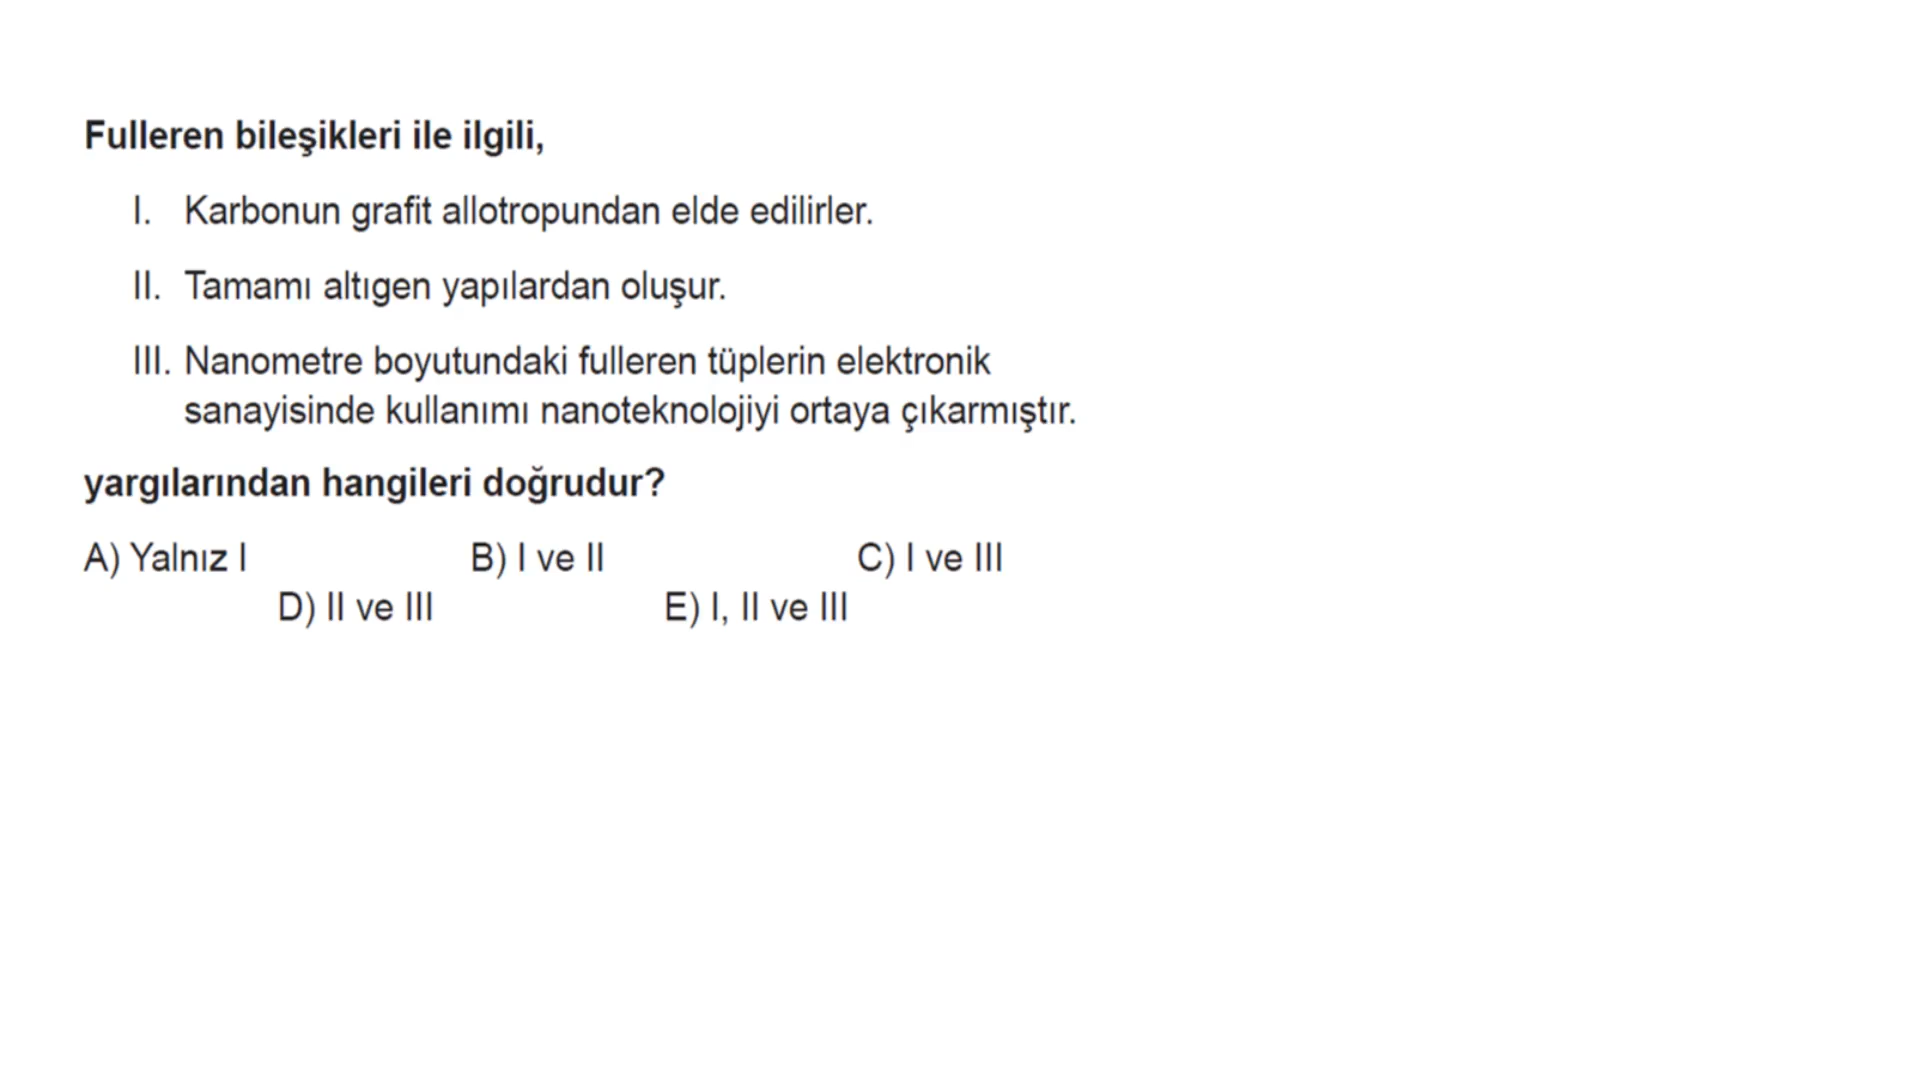 Fulleren bileşikleri ile ilgili,
I. Karbonun grafit allotropundan elde edilirler.
II. Tamamı altıgen yapılardan oluşur.
III. Nanometre boyutundaki fulleren tüplerin elektronik
sanayisinde kullanımı nanoteknolojiyi ortaya çıkarmıştır.
yargılarından hangileri doğrudur?
A) Yalnız I B) I ve II C) I ve III
D) II ve III E) I, II ve III